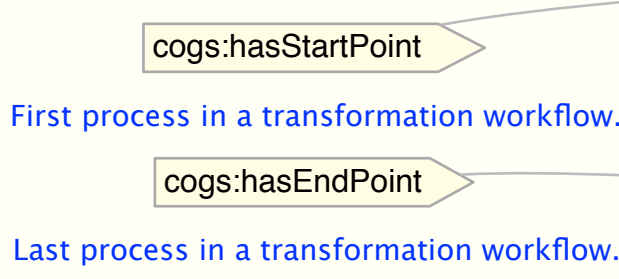 cogs:hasStartPoint
First process in a transformation workflow.
cogs:hasEndPoint
Last process in a transformation workflow.